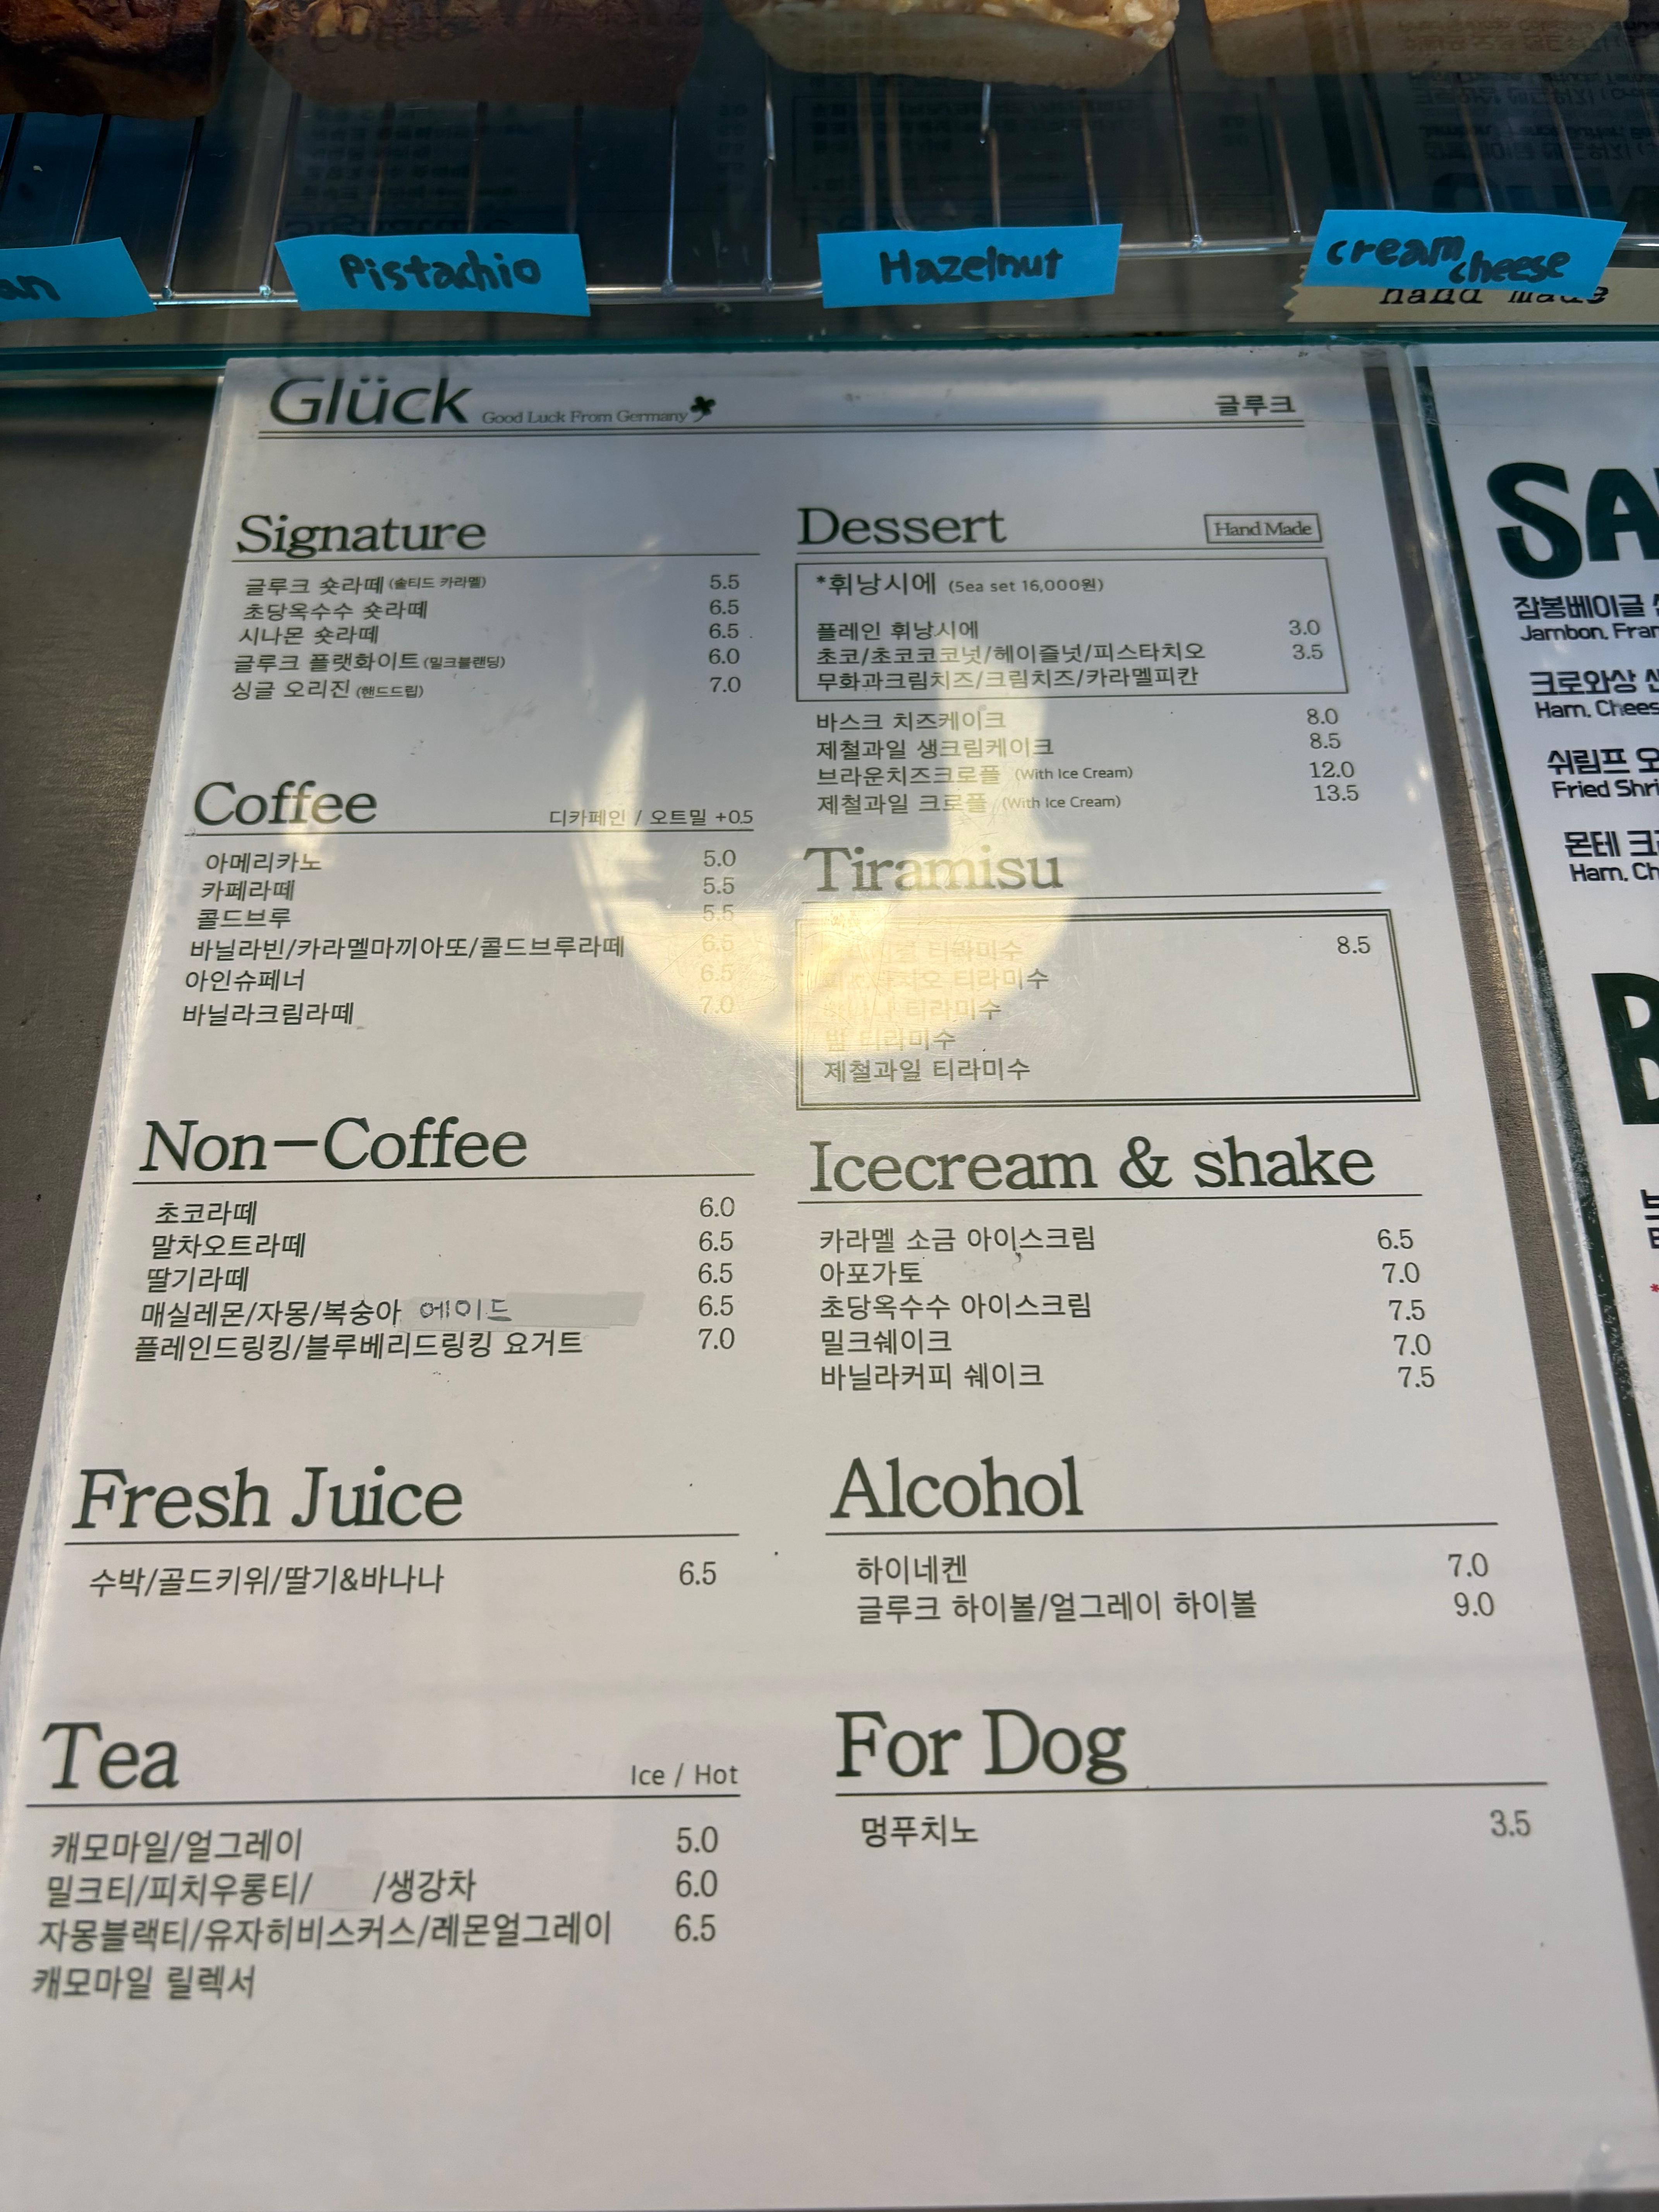 an
Pistachio
Hazelnut
cream cheese
hand made
Glück Good Luck From Germany
글루크
Signature
글루크 숏라떼 (솔티드 카라멜) 5.5
초당옥수수 숏라떼 6.5
시나몬 숏라떼 6.5
글루크 플랫화이트 (밀크블랜딩) 6.0
싱글 오리진 (핸드드립) 7.0
Coffee 디카페인 / 오트밀 +0.5
아메리카노 5.0
카페라떼 5.5
콜드브루 5.5
바닐라빈/카라멜마끼아또/콜드브루라떼 6.5
아인슈페너 6.5
바닐라크림라떼 7.0
Non-Coffee
초코라떼 6.0
말차오트라떼 6.5
딸기라떼 6.5
매실레몬/자몽/복숭아 에이드 6.5
플레인드링킹/블루베리드링킹 요거트 7.0
Fresh Juice
수박/골드키위/딸기&바나나 6.5
Tea Ice / Hot
캐모마일/얼그레이 5.0
밀크티/피치우롱티/ /생강차 6.0
자몽블랙티/유자히비스커스/레몬얼그레이 6.5
캐모마일 릴렉서
Dessert Hand Made
*휘낭시에 (5ea set 16,000원)
플레인 휘낭시에 3.0
초코/초코코코넛/헤이즐넛/피스타치오 3.5
무화과크림치즈/크림치즈/카라멜피칸
바스크 치즈케이크 8.0
제철과일 생크림케이크 8.5
브라운치즈크로플 (With Ice Cream) 12.0
제철과일 크로플 (With Ice Cream) 13.5
Tiramisu
티라미수 8.5
티라미수
티라미수
밤 티라미수
제철과일 티라미수
Icecream & shake
카라멜 소금 아이스크림 6.5
아포가토 7.0
초당옥수수 아이스크림 7.5
밀크쉐이크 7.0
바닐라커피 쉐이크 7.5
Alcohol
하이네켄 7.0
글루크 하이볼/얼그레이 하이볼 9.0
For Dog
멍푸치노 3.5
SA
잠봉베이글
Jambon, Fran
크로와상
Ham, Chees
쉬림프 오
Fried Shri
몬테 크
Ham, Ch
B